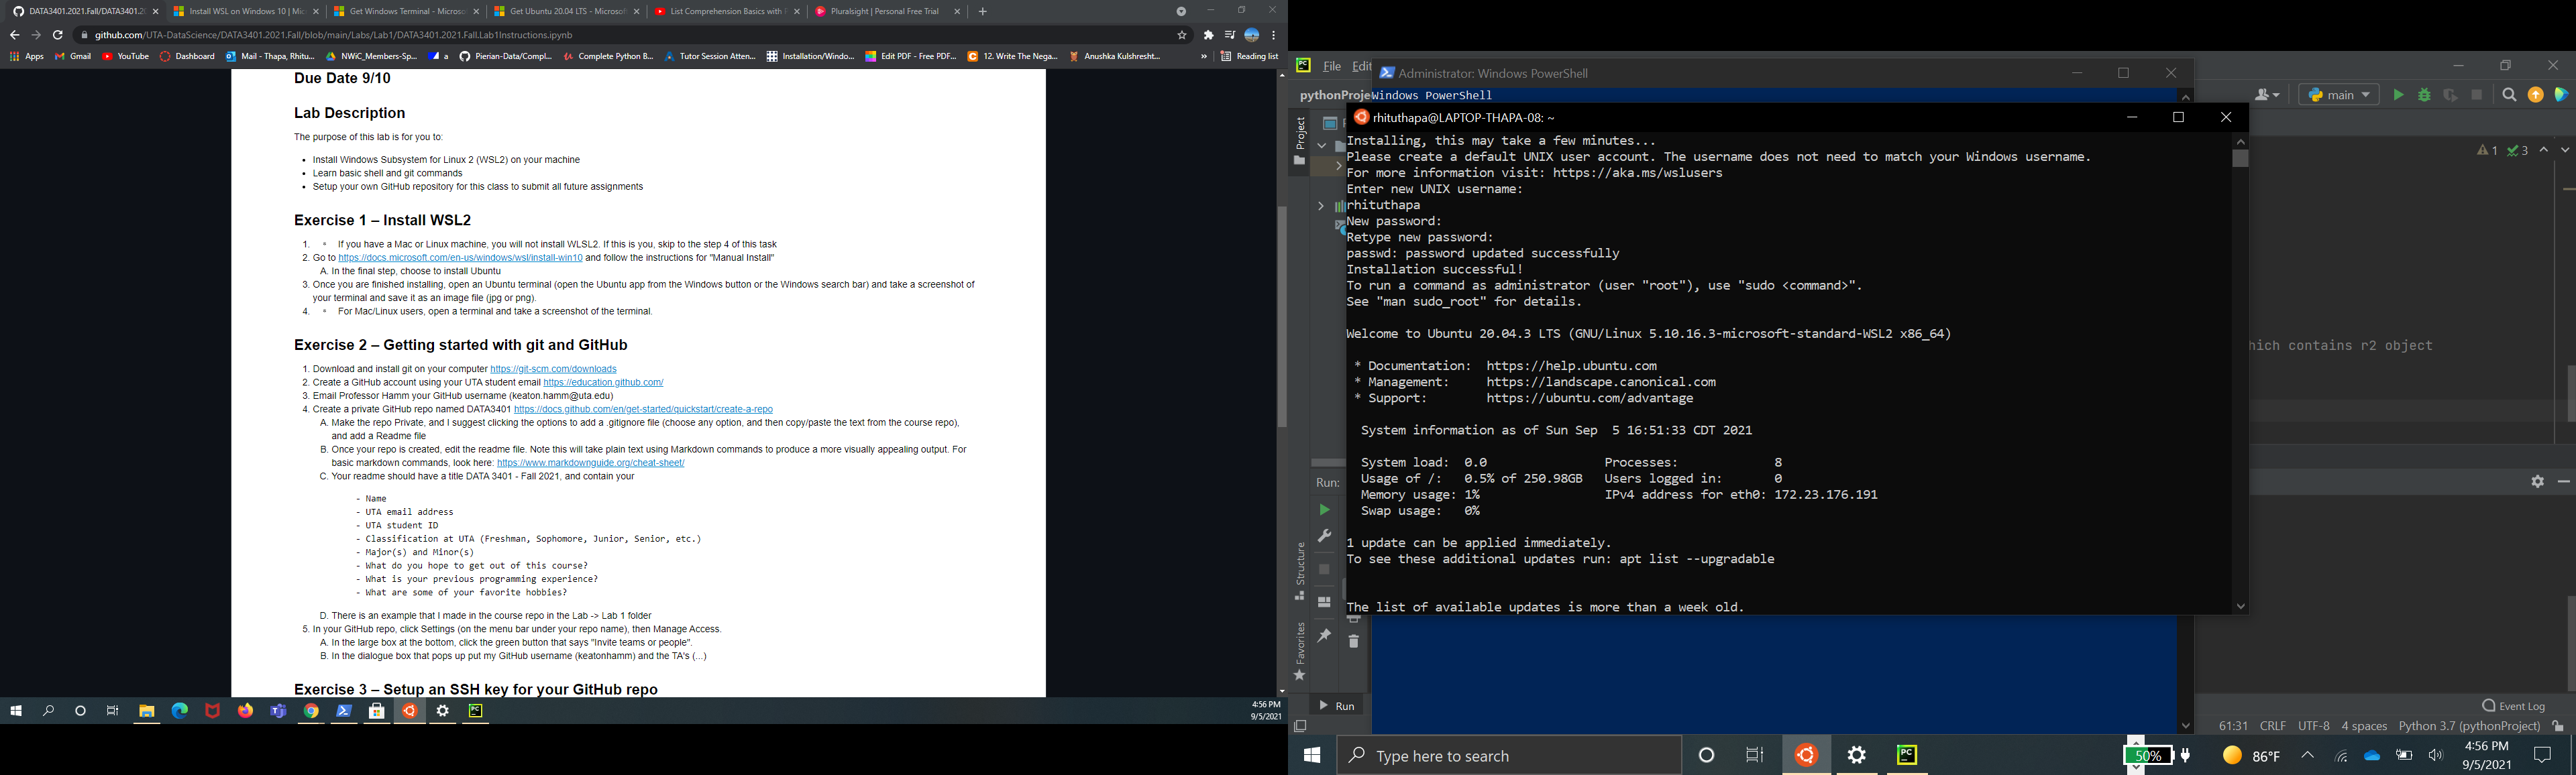 DATA3401.2021.Fall/DATA3401.20
Install WSL on Windows 10 | Mic
Get Windows Terminal - Microsof
Get Ubuntu 20.04 LTS - Microsoft
List Comprehension Basics with
Pluralsight | Personal Free Trial
github.com/UTA-DataScience/DATA3401.2021.Fall/blob/main/Labs/Lab1/DATA3401.2021.Fall.Lab1Instructions.ipynb
Apps
Gmail
YouTube
Dashboard
Mail - Thapa, Rhitu...
NWiC_Members-Sp...
a
Pierian-Data/Compl...
Complete Python B...
Tutor Session Atten...
Installation/Windo...
Edit PDF - Free PDF...
12. Write The Nega...
Anushka Kulshresht...
»
Reading list
Due Date 9/10
Lab Description
The purpose of this lab is for you to:
• Install Windows Subsystem for Linux 2 (WSL2) on your machine
• Learn basic shell and git commands
• Setup your own GitHub repository for this class to submit all future assignments
Exercise 1 – Install WSL2
1. ▫ If you have a Mac or Linux machine, you will not install WLSL2. If this is you, skip to the step 4 of this task
2. Go to https://docs.microsoft.com/en-us/windows/wsl/install-win10 and follow the instructions for "Manual Install"
A. In the final step, choose to install Ubuntu
3. Once you are finished installing, open an Ubuntu terminal (open the Ubuntu app from the Windows button or the Windows search bar) and take a screenshot of
your terminal and save it as an image file (jpg or png).
4. ▫ For Mac/Linux users, open a terminal and take a screenshot of the terminal.
Exercise 2 – Getting started with git and GitHub
1. Download and install git on your computer https://git-scm.com/downloads
2. Create a GitHub account using your UTA student email https://education.github.com/
3. Email Professor Hamm your GitHub username (keaton.hamm@uta.edu)
4. Create a private GitHub repo named DATA3401 https://docs.github.com/en/get-started/quickstart/create-a-repo
A. Make the repo Private, and I suggest clicking the options to add a .gitignore file (choose any option, and then copy/paste the text from the course repo),
and add a Readme file
B. Once your repo is created, edit the readme file. Note this will take plain text using Markdown commands to produce a more visually appealing output. For
basic markdown commands, look here: https://www.markdownguide.org/cheat-sheet/
C. Your readme should have a title DATA 3401 - Fall 2021, and contain your
- Name
- UTA email address
- UTA student ID
- Classification at UTA (Freshman, Sophomore, Junior, Senior, etc.)
- Major(s) and Minor(s)
- What do you hope to get out of this course?
- What is your previous programming experience?
- What are some of your favorite hobbies?
D. There is an example that I made in the course repo in the Lab -> Lab 1 folder
5. In your GitHub repo, click Settings (on the menu bar under your repo name), then Manage Access.
A. In the large box at the bottom, click the green button that says "Invite teams or people".
B. In the dialogue box that pops up put my GitHub username (keatonhamm) and the TA's (...)
Exercise 3 – Setup an SSH key for your GitHub repo
4:56 PM
9/5/2021
PC
File
Edit
pythonProje
Administrator: Windows PowerShell
Windows PowerShell
main
rhituthapa@LAPTOP-THAPA-08: ~
Installing, this may take a few minutes...
Please create a default UNIX user account. The username does not need to match your Windows username.
For more information visit: https://aka.ms/wslusers
Enter new UNIX username:
rhituthapa
New password:
Retype new password:
passwd: password updated successfully
Installation successful!
To run a command as administrator (user "root"), use "sudo <command>".
See "man sudo_root" for details.
Welcome to Ubuntu 20.04.3 LTS (GNU/Linux 5.10.16.3-microsoft-standard-WSL2 x86_64)
* Documentation: https://help.ubuntu.com
* Management: https://landscape.canonical.com
* Support: https://ubuntu.com/advantage
System information as of Sun Sep 5 16:51:33 CDT 2021
System load: 0.0 Processes: 8
Usage of /: 0.5% of 250.98GB Users logged in: 0
Memory usage: 1% IPv4 address for eth0: 172.23.176.191
Swap usage: 0%
1 update can be applied immediately.
To see these additional updates run: apt list --upgradable
The list of available updates is more than a week old.
Project
Structure
Favorites
Run:
1
3
hich contains r2 object
Run
Event Log
61:31 CRLF UTF-8 4 spaces Python 3.7 (pythonProject)
Type here to search
PC
50%
86°F
4:56 PM
9/5/2021